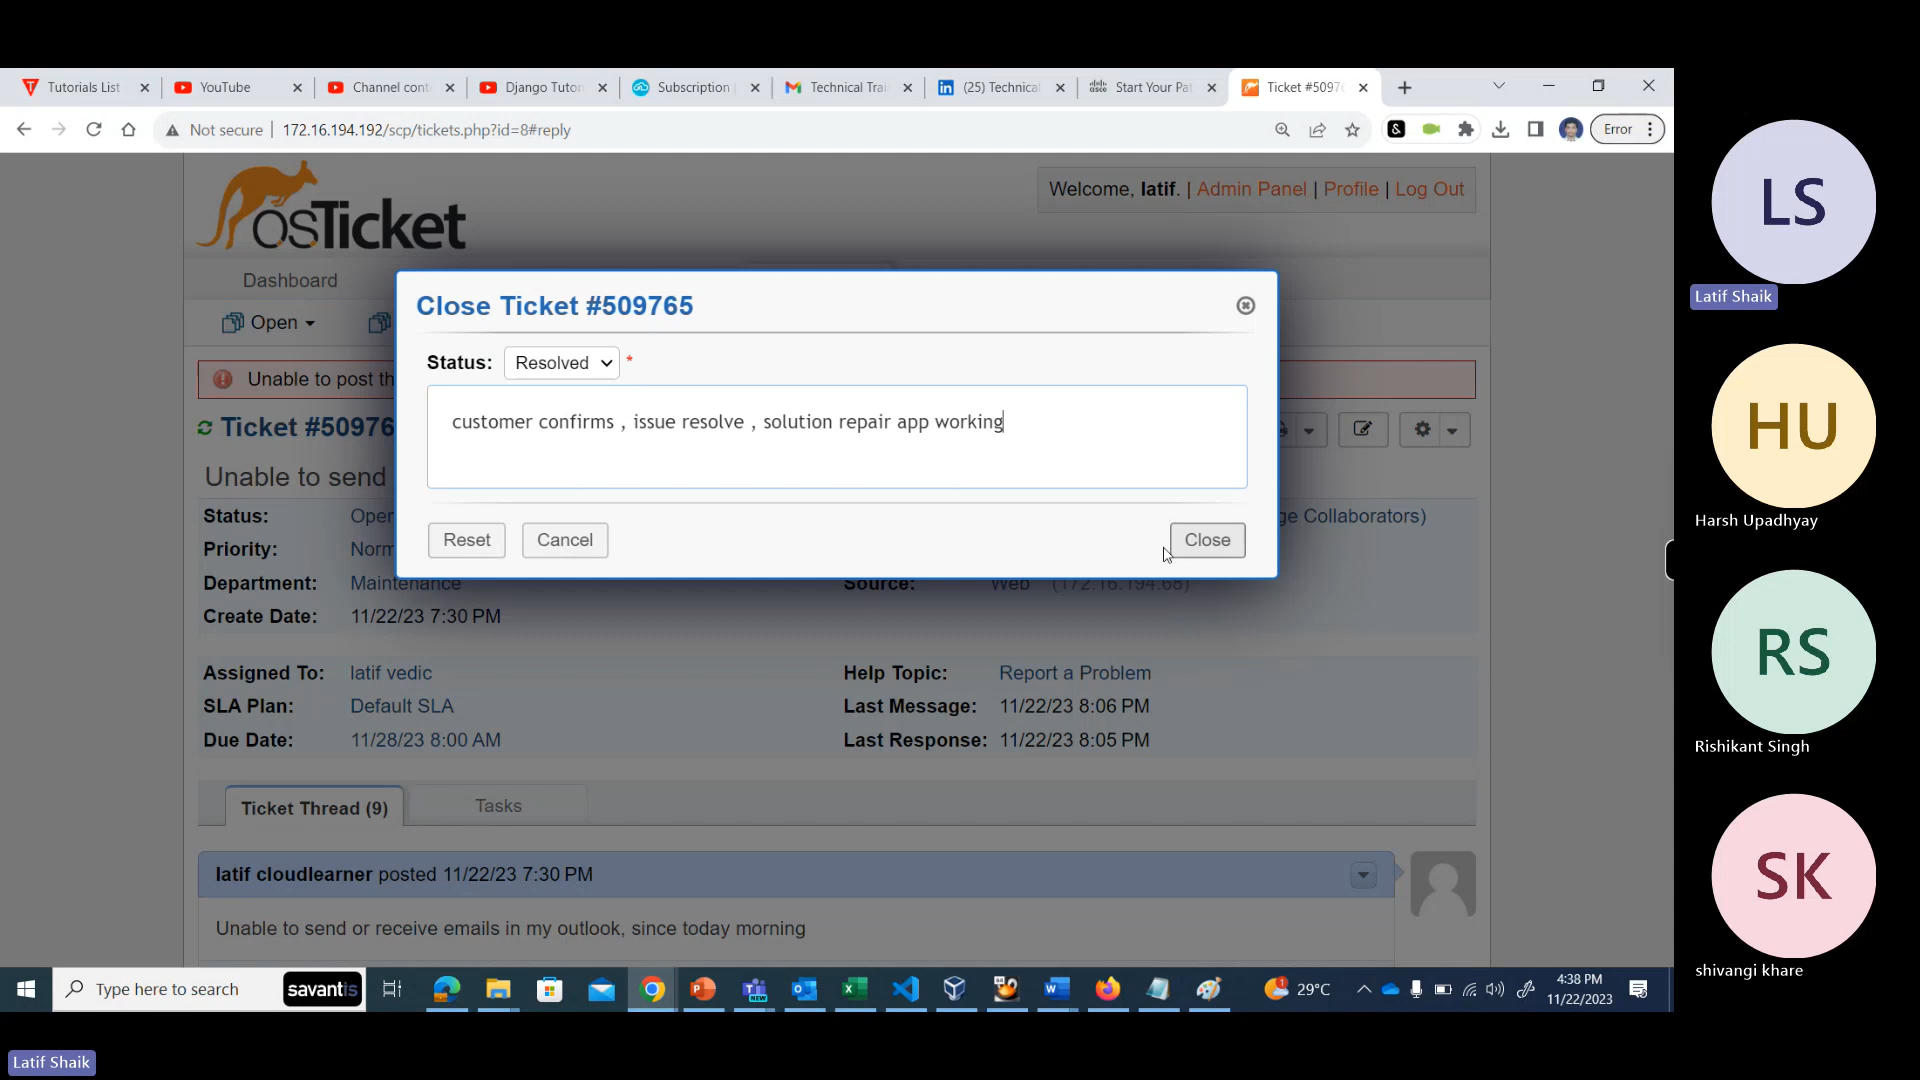 Tutorials List
YouTube
Channel cont
Django Tutor
Subscription
Technical Trai
(25) Technical
Start Your Pat
Ticket #5097
Not secure
172.16.194.192/scp/tickets.php?id=8#reply
Error
osTicket
Welcome, latif. | Admin Panel | Profile | Log Out
Dashboard
Open
Close Ticket #509765
Status: Resolved *
customer confirms , issue resolve , solution repair app working
Reset
Cancel
Close
Unable to post th
Ticket #50976
Unable to send
Status: Oper
ge Collaborators)
Priority: Norm
Department: Maintenance
Source: Web (172.16.194.68)
Create Date: 11/22/23 7:30 PM
Assigned To: latif vedic
Help Topic: Report a Problem
SLA Plan: Default SLA
Last Message: 11/22/23 8:06 PM
Due Date: 11/28/23 8:00 AM
Last Response: 11/22/23 8:05 PM
Ticket Thread (9)
Tasks
latif cloudlearner posted 11/22/23 7:30 PM
Unable to send or receive emails in my outlook, since today morning
Type here to search
savantis
29°C
4:38 PM
11/22/2023
LS
Latif Shaik
HU
Harsh Upadhyay
RS
Rishikant Singh
SK
shivangi khare
Latif Shaik